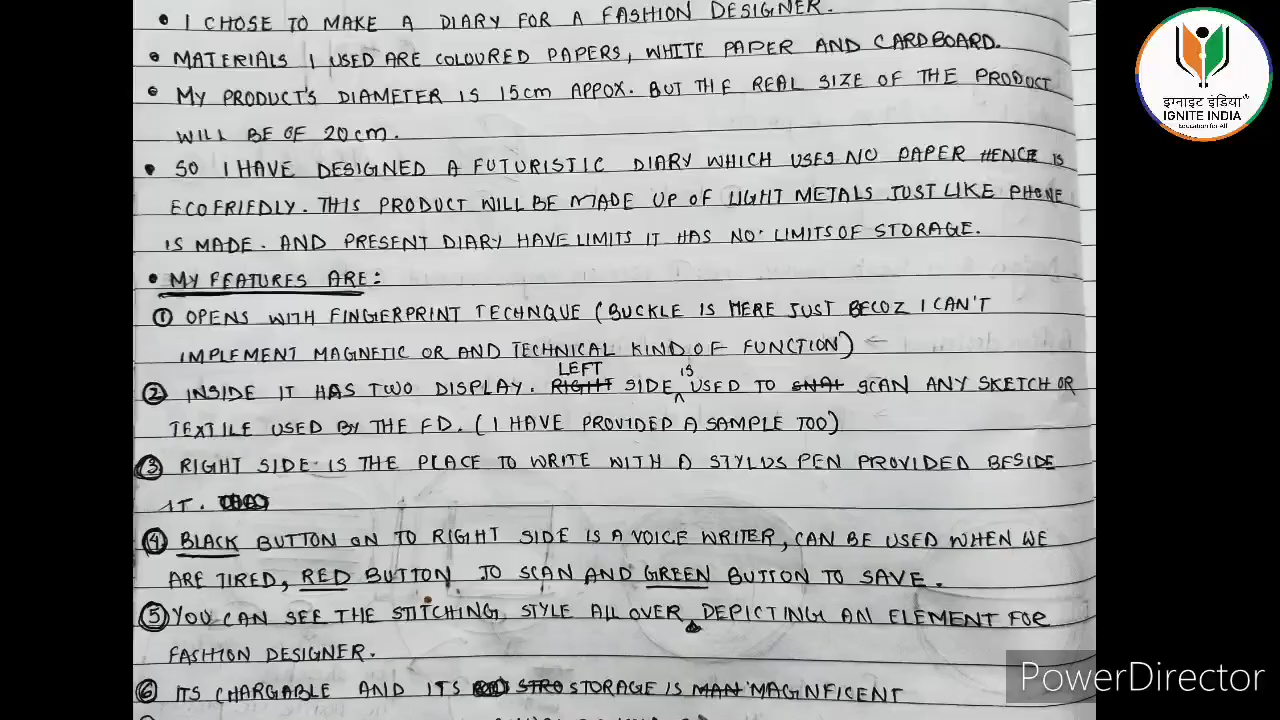 • I CHOSE TO MAKE A DIARY FOR A FASHION DESIGNER.
• MATERIALS I USED ARE COLOURED PAPERS, WHITE PAPER AND CARDBOARD.
• MY PRODUCT'S DIAMETER IS 15cm APPOX. BUT THE REAL SIZE OF THE PRODUCT
WILL BE OF 20cm.
• SO I HAVE DESIGNED A FUTURISTIC DIARY WHICH USES NO PAPER HENCE IS
ECOFRIEDLY. THIS PRODUCT WILL BE MADE UP OF LIGHT METALS JUST LIKE PHONE
IS MADE. AND PRESENT DIARY HAVE LIMITS IT HAS NO. LIMITS OF STORAGE.
• MY FEATURES ARE:
① OPENS WITH FINGERPRINT TECHNQUE (BUCKLE IS HERE JUST BECOZ I CAN'T
IMPLEMENT MAGNETIC OR AND TECHNICAL KIND OF FUNCTION) ←
② INSIDE IT HAS TWO DISPLAY. RIGHT LEFT SIDE IS USED TO SCAN ANY SKETCH OR
TEXTILE USED BY THE FD. (I HAVE PROVIDED A SAMPLE TOO)
③ RIGHT SIDE IS THE PLACE TO WRITE WITH A STYLUS PEN PROVIDED BESIDE
IT.
④ BLACK BUTTON ON TO RIGHT SIDE IS A VOICE WRITER, CAN BE USED WHEN WE
ARE TIRED, RED BUTTON TO SCAN AND GREEN BUTTON TO SAVE.
⑤ YOU CAN SEE THE STITCHING STYLE ALL OVER DEPICTING AN ELEMENT FOR
FASHION DESIGNER.
⑥ ITS CHARGABLE AND ITS STORAGE IS MAGNFICENT
इग्नाइट इंडिया
IGNITE INDIA
Education for All
PowerDirector